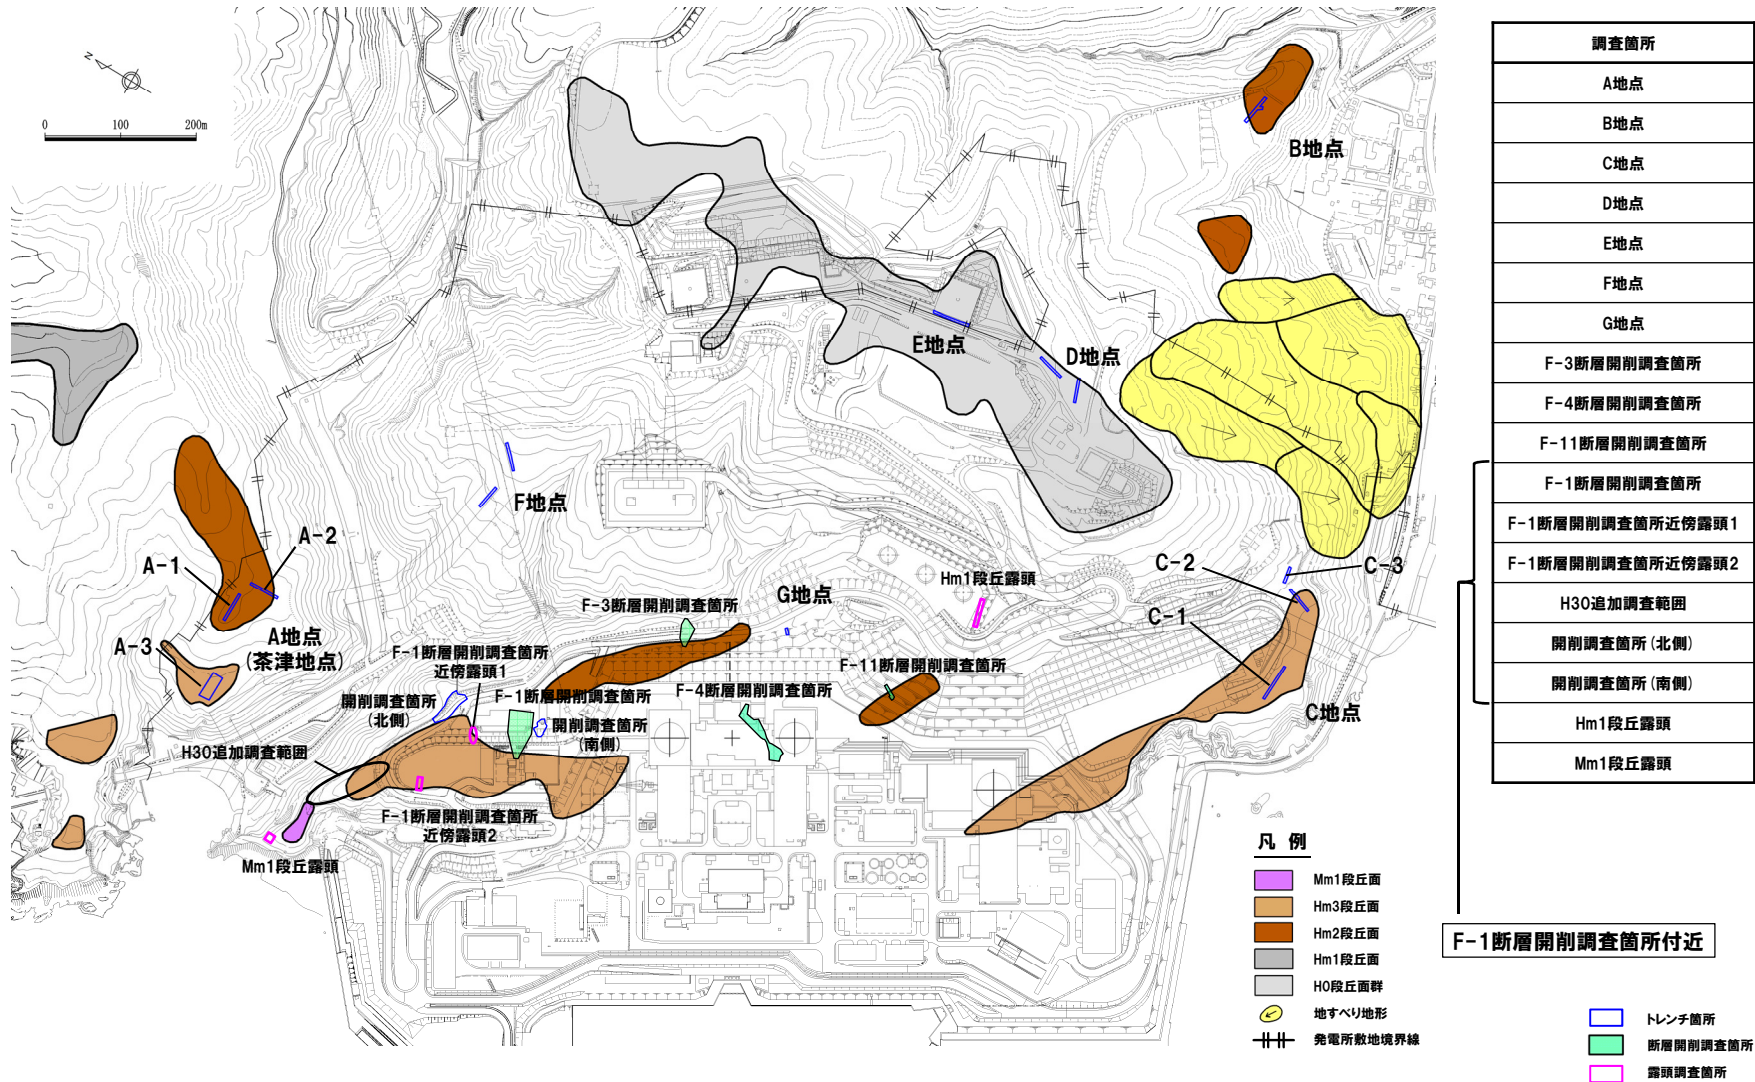 N
0 100 200m
B地点
E地点
D地点
F地点
A-2
A-1
A地点
(茶津地点)
A-3
F-3断層開削調査箇所
G地点
Hm1段丘露頭
C-2
C-3
C-1
C地点
F-1断層開削調査箇所
近傍露頭1
F-11断層開削調査箇所
F-1断層開削調査箇所
F-4断層開削調査箇所
開削調査箇所
(北側)
開削調査箇所
(南側)
H30追加調査範囲
F-1断層開削調査箇所
近傍露頭2
Mm1段丘露頭
凡 例
Mm1段丘面
Hm3段丘面
Hm2段丘面
Hm1段丘面
H0段丘面群
地すべり地形
発電所敷地境界線
調査箇所
A地点
B地点
C地点
D地点
E地点
F地点
G地点
F-3断層開削調査箇所
F-4断層開削調査箇所
F-11断層開削調査箇所
F-1断層開削調査箇所
F-1断層開削調査箇所近傍露頭1
F-1断層開削調査箇所近傍露頭2
H30追加調査範囲
開削調査箇所(北側)
開削調査箇所(南側)
Hm1段丘露頭
Mm1段丘露頭
F-1断層開削調査箇所付近
トレンチ箇所
断層開削調査箇所
露頭調査箇所